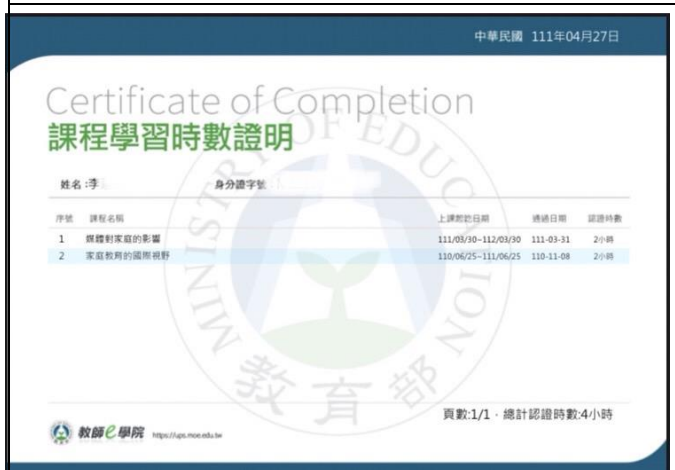 中華民國 111年04月27日
Certificate of Completion
課程學習時數證明
姓名:李
身分證字號
序號 課程名稱 上課起訖日期 通過日期 認證時數
1 媒體對家庭的影響 111/03/30~112/03/30 111-03-31 2小時
2 家庭教育的國際視野 110/06/25~111/06/25 110-11-08 2小時
MINISTRY OF EDUCATION
教育部
頁數:1/1，總計認證時數:4小時
教師e學院 https://ups.moe.edu.tw